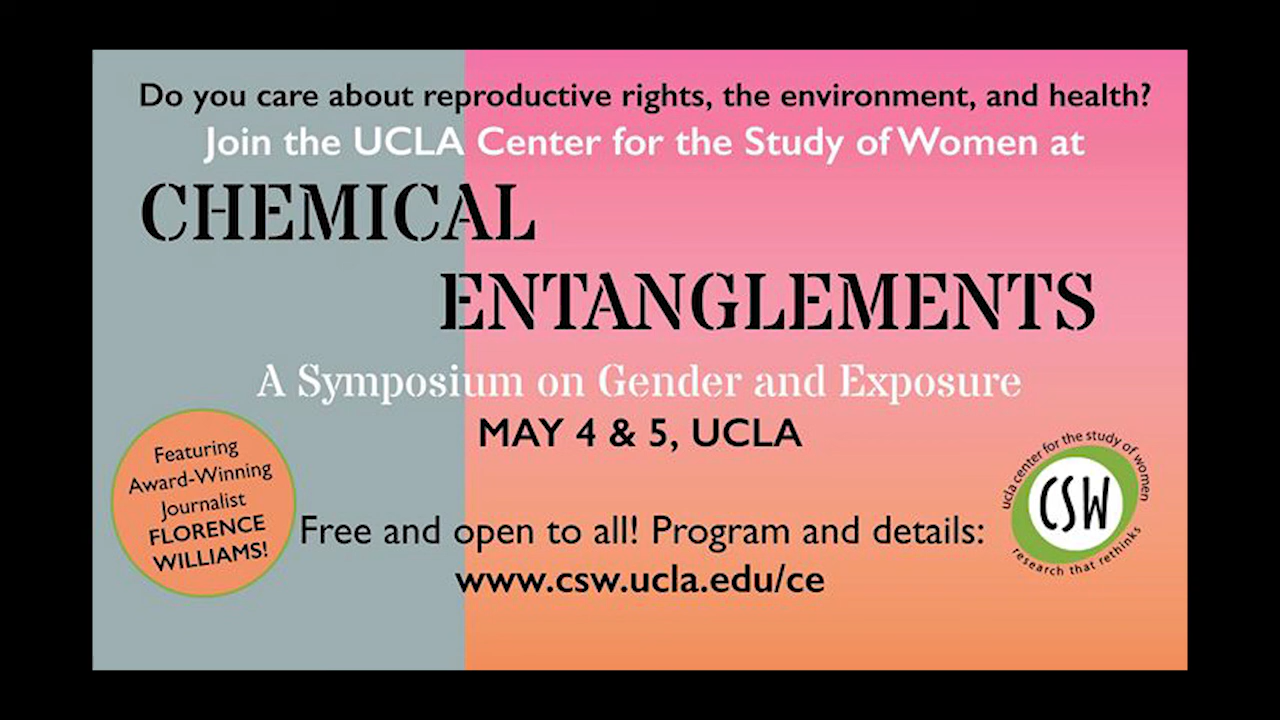 Do you care about reproductive rights, the environment, and health?
Join the UCLA Center for the Study of Women at
CHEMICAL
ENTANGLEMENTS
A Symposium on Gender and Exposure
MAY 4 & 5, UCLA
Featuring
Award-Winning
Journalist
FLORENCE
WILLIAMS!
Free and open to all! Program and details:
www.csw.ucla.edu/ce
ucla center for the study of women
CSW
research that rethinks